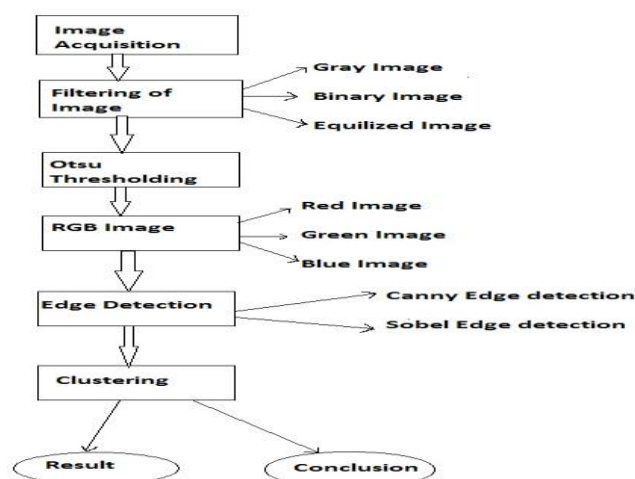 Image
Acquisition
Gray Image
Filtering of
Image
Binary Image
Equilized Image
Otsu
Thresholding
Red Image
RGB Image
Green Image
Blue Image
Canny Edge detection
Edge Detection
Sobel Edge detection
Clustering
Result
Conclusion